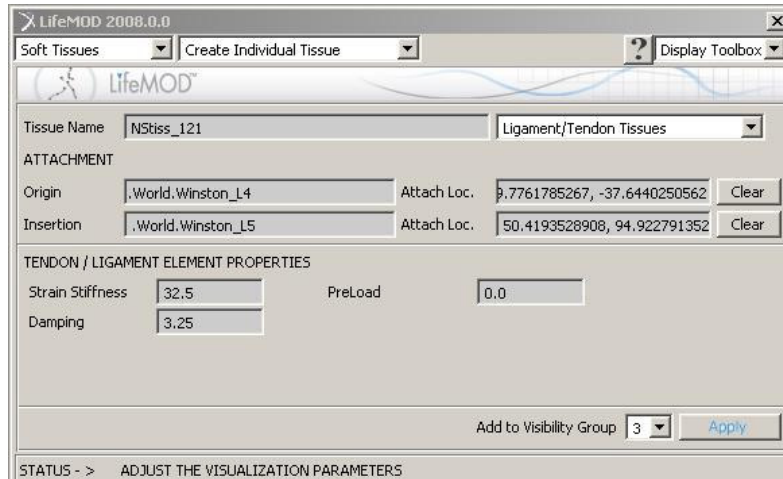 LifeMOD 2008.0.0
Soft Tissues Create Individual Tissue ? Display Toolbox
LifeMOD™
Tissue Name NStiss_121 Ligament/Tendon Tissues
ATTACHMENT
Origin .World.Winston_L4 Attach Loc. 9.7761785267, -37.6440250562 Clear
Insertion .World.Winston_L5 Attach Loc. 50.4193528908, 94.922791352 Clear
TENDON / LIGAMENT ELEMENT PROPERTIES
Strain Stiffness 32.5 PreLoad 0.0
Damping 3.25
Add to Visibility Group 3 Apply
STATUS - > ADJUST THE VISUALIZATION PARAMETERS